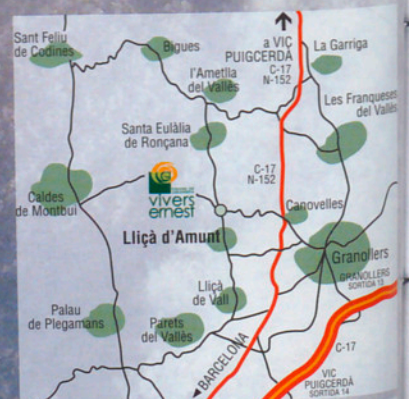 Sant Feliu
de Codines
Bigues
a VIC
PUIGCERDÀ
C-17
N-152
La Garriga
l'Ametlla
del Vallès
Les Franqueses
del Vallès
Santa Eulàlia
de Ronçana
C-17
N-152
Caldes
de Montbui
vivers
ernest
Canovelles
Lliçà d'Amunt
Granollers
GRANOLLERS
SORTIDA 13
Lliçà
de Vall
Palau
de Plegamans
Parets
del Vallès
BARCELONA
C-17
VIC
PUIGCERDÀ
SORTIDA 14